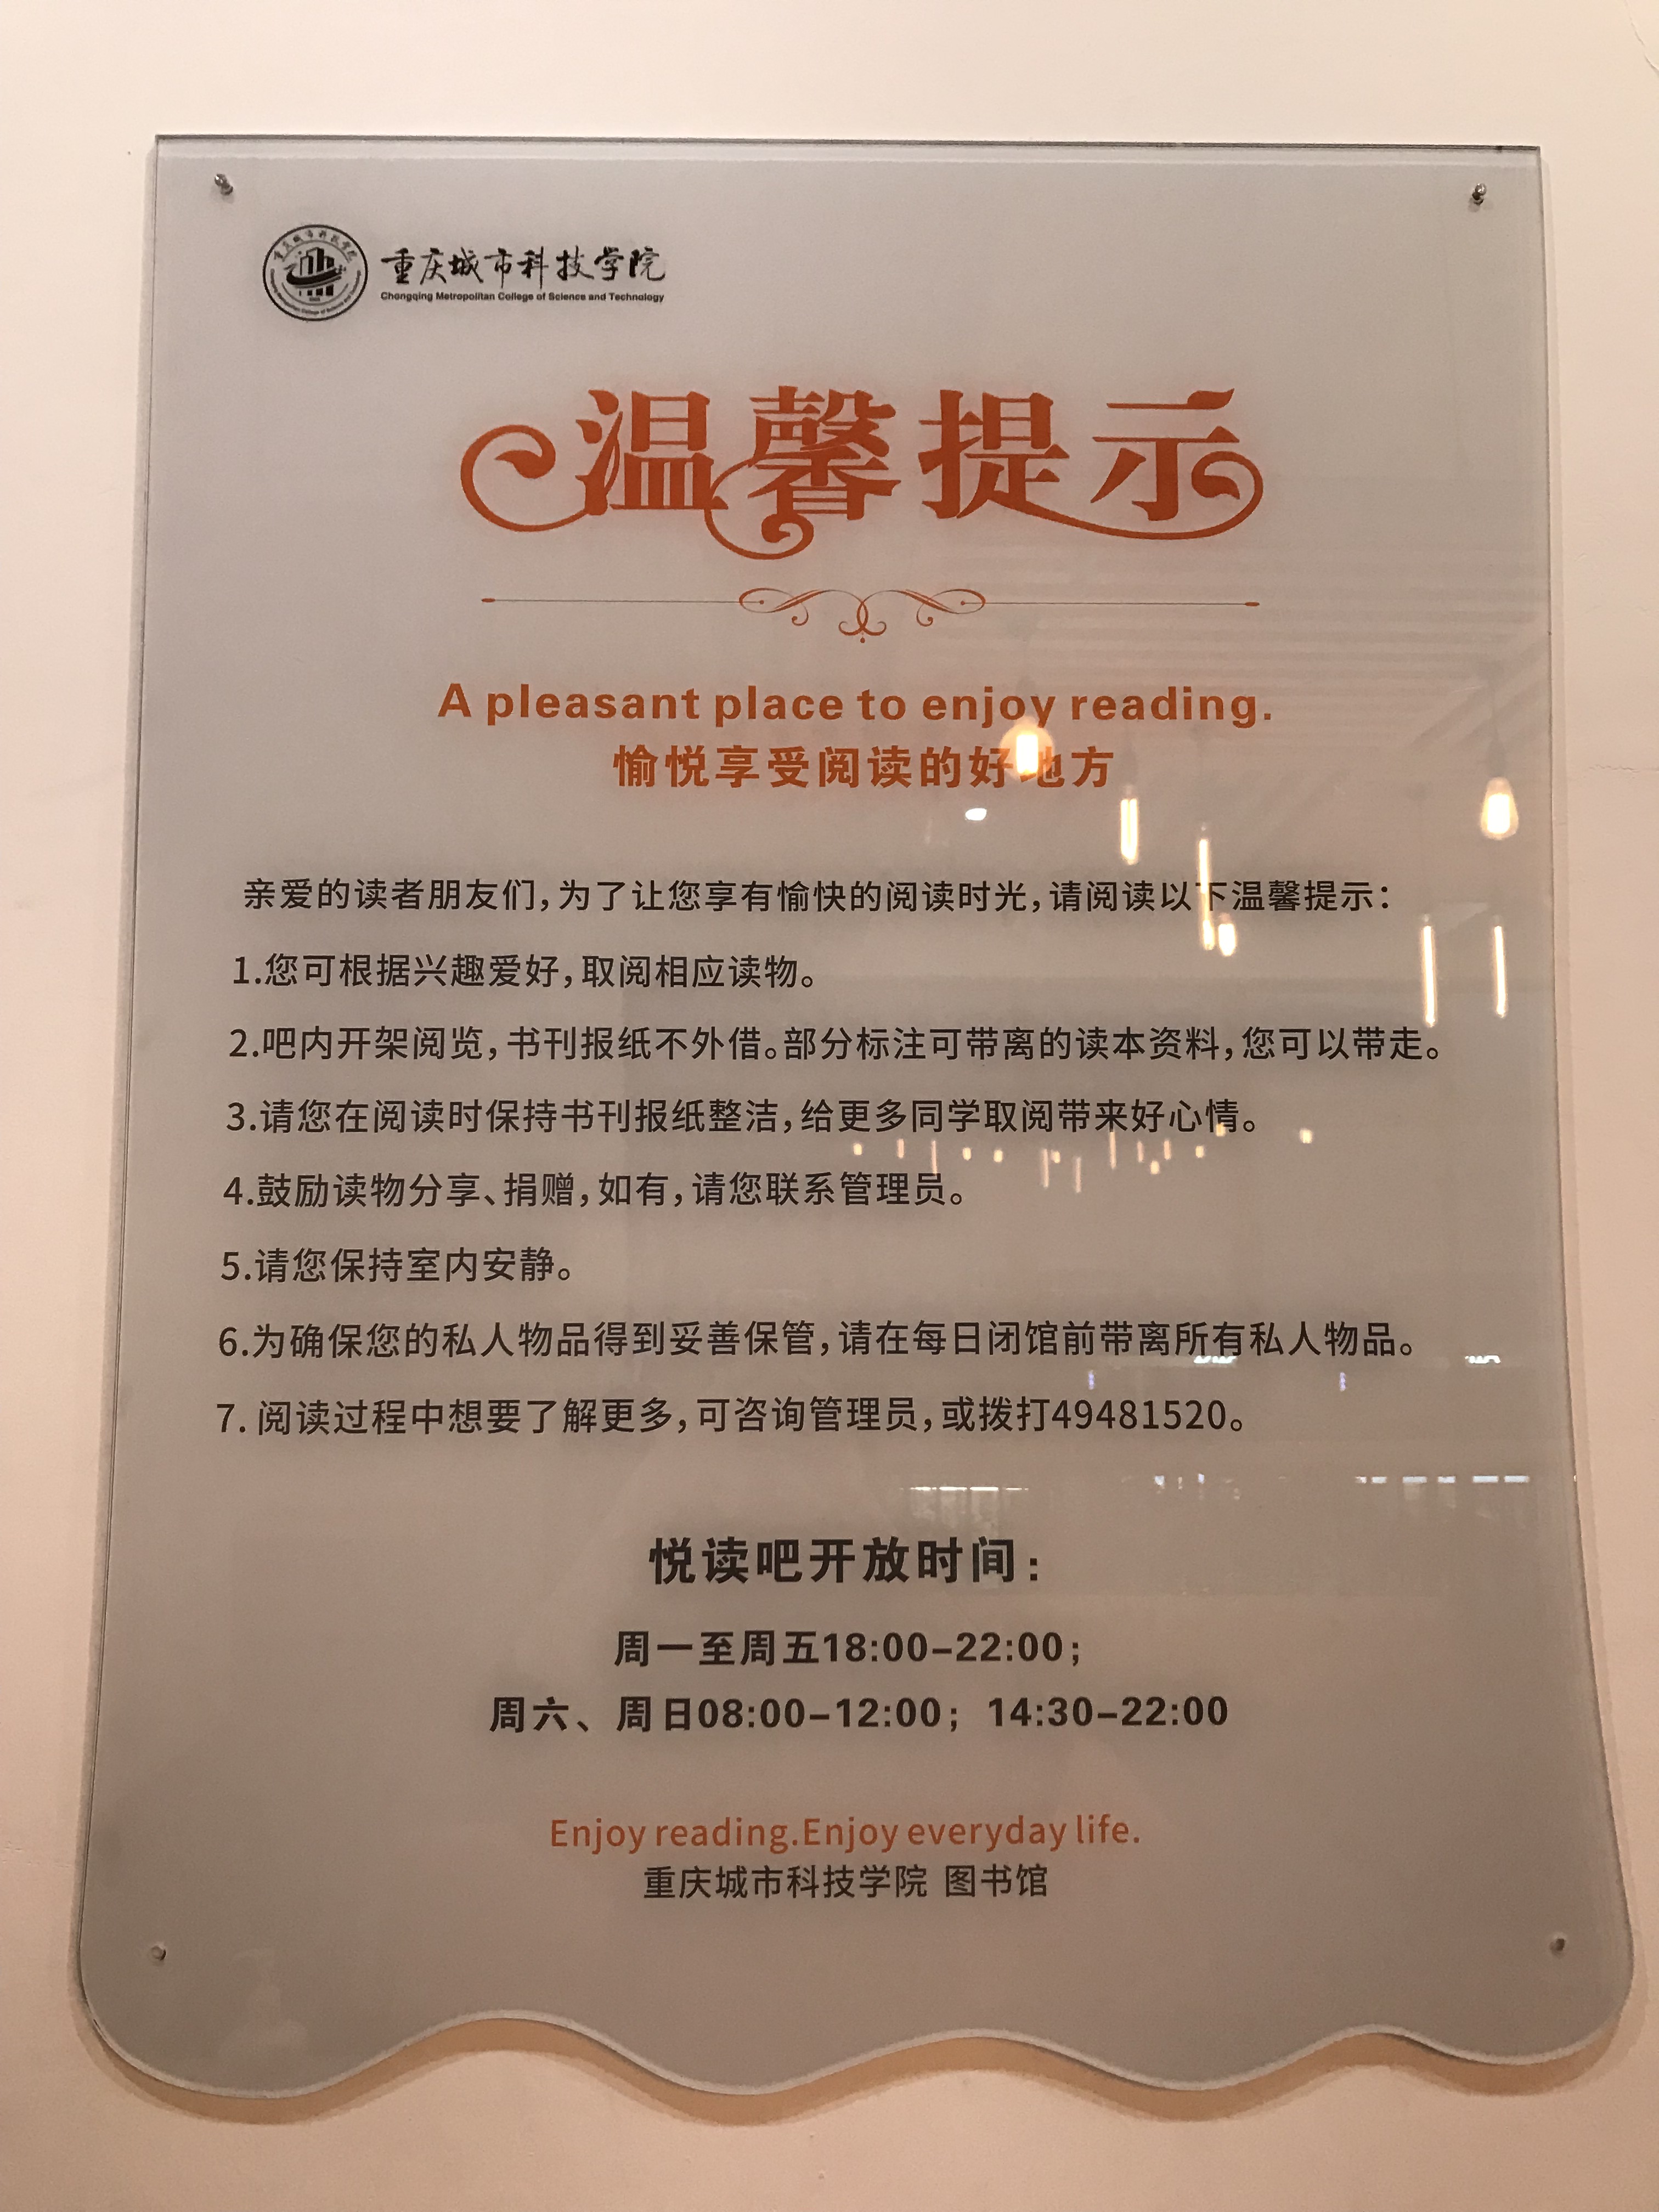 重庆城市科技学院
Chongqing Metropolitan College of Science and Technology
温馨提示
A pleasant place to enjoy reading.
愉悦享受阅读的好地方
亲爱的读者朋友们，为了让您享有愉快的阅读时光，请阅读以下温馨提示：
1.您可根据兴趣爱好，取阅相应读物。
2.吧内开架阅览，书刊报纸不外借。部分标注可带离的读本资料，您可以带走。
3.请您在阅读时保持书刊报纸整洁，给更多同学取阅带来好心情。
4.鼓励读物分享、捐赠，如有，请您联系管理员。
5.请您保持室内安静。
6.为确保您的私人物品得到妥善保管，请在每日闭馆前带离所有私人物品。
7. 阅读过程中想要了解更多，可咨询管理员，或拨打49481520。
悦读吧开放时间：
周一至周五18:00–22:00；
周六、周日08:00–12:00；14:30–22:00
Enjoy reading.Enjoy everyday life.
重庆城市科技学院 图书馆